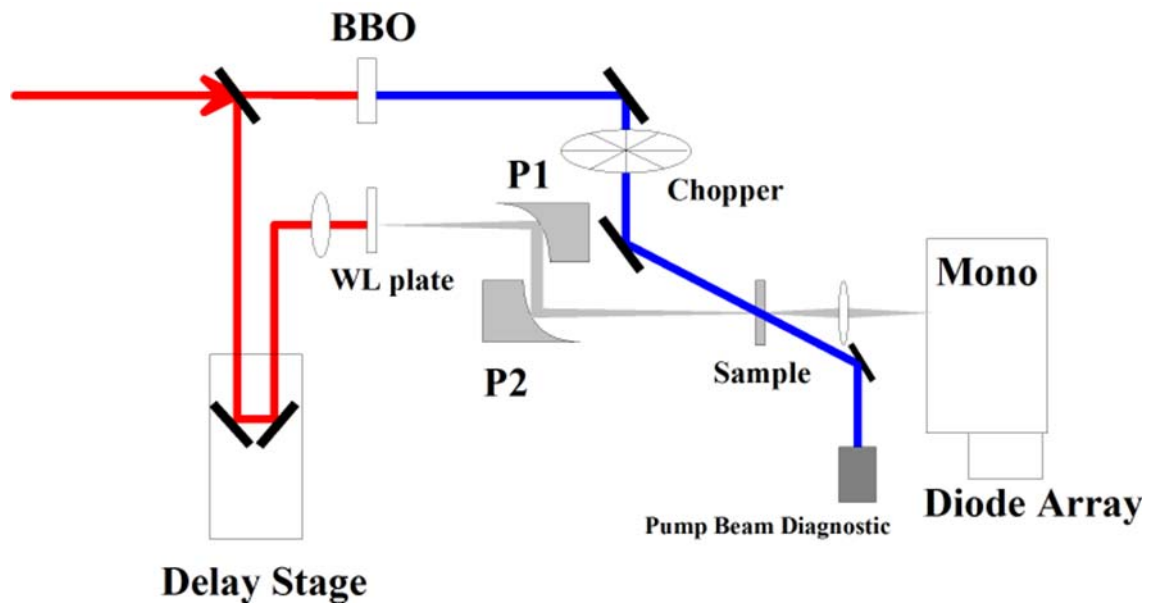 BBO
P1
Chopper
WL plate
Mono
P2
Sample
Diode Array
Pump Beam Diagnostic
Delay Stage